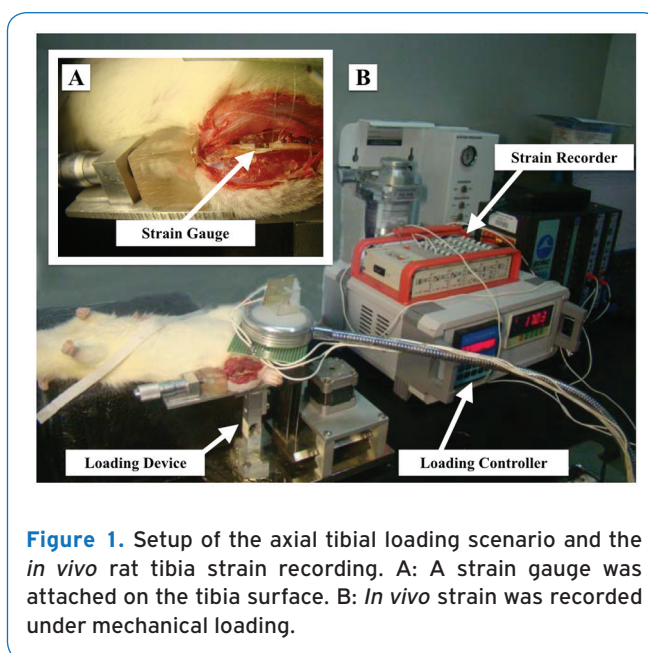 A
B
Strain Recorder
Strain Gauge
Loading Device
Loading Controller
Figure 1. Setup of the axial tibial loading scenario and the
in vivo rat tibia strain recording. A: A strain gauge was
attached on the tibia surface. B: In vivo strain was recorded
under mechanical loading.